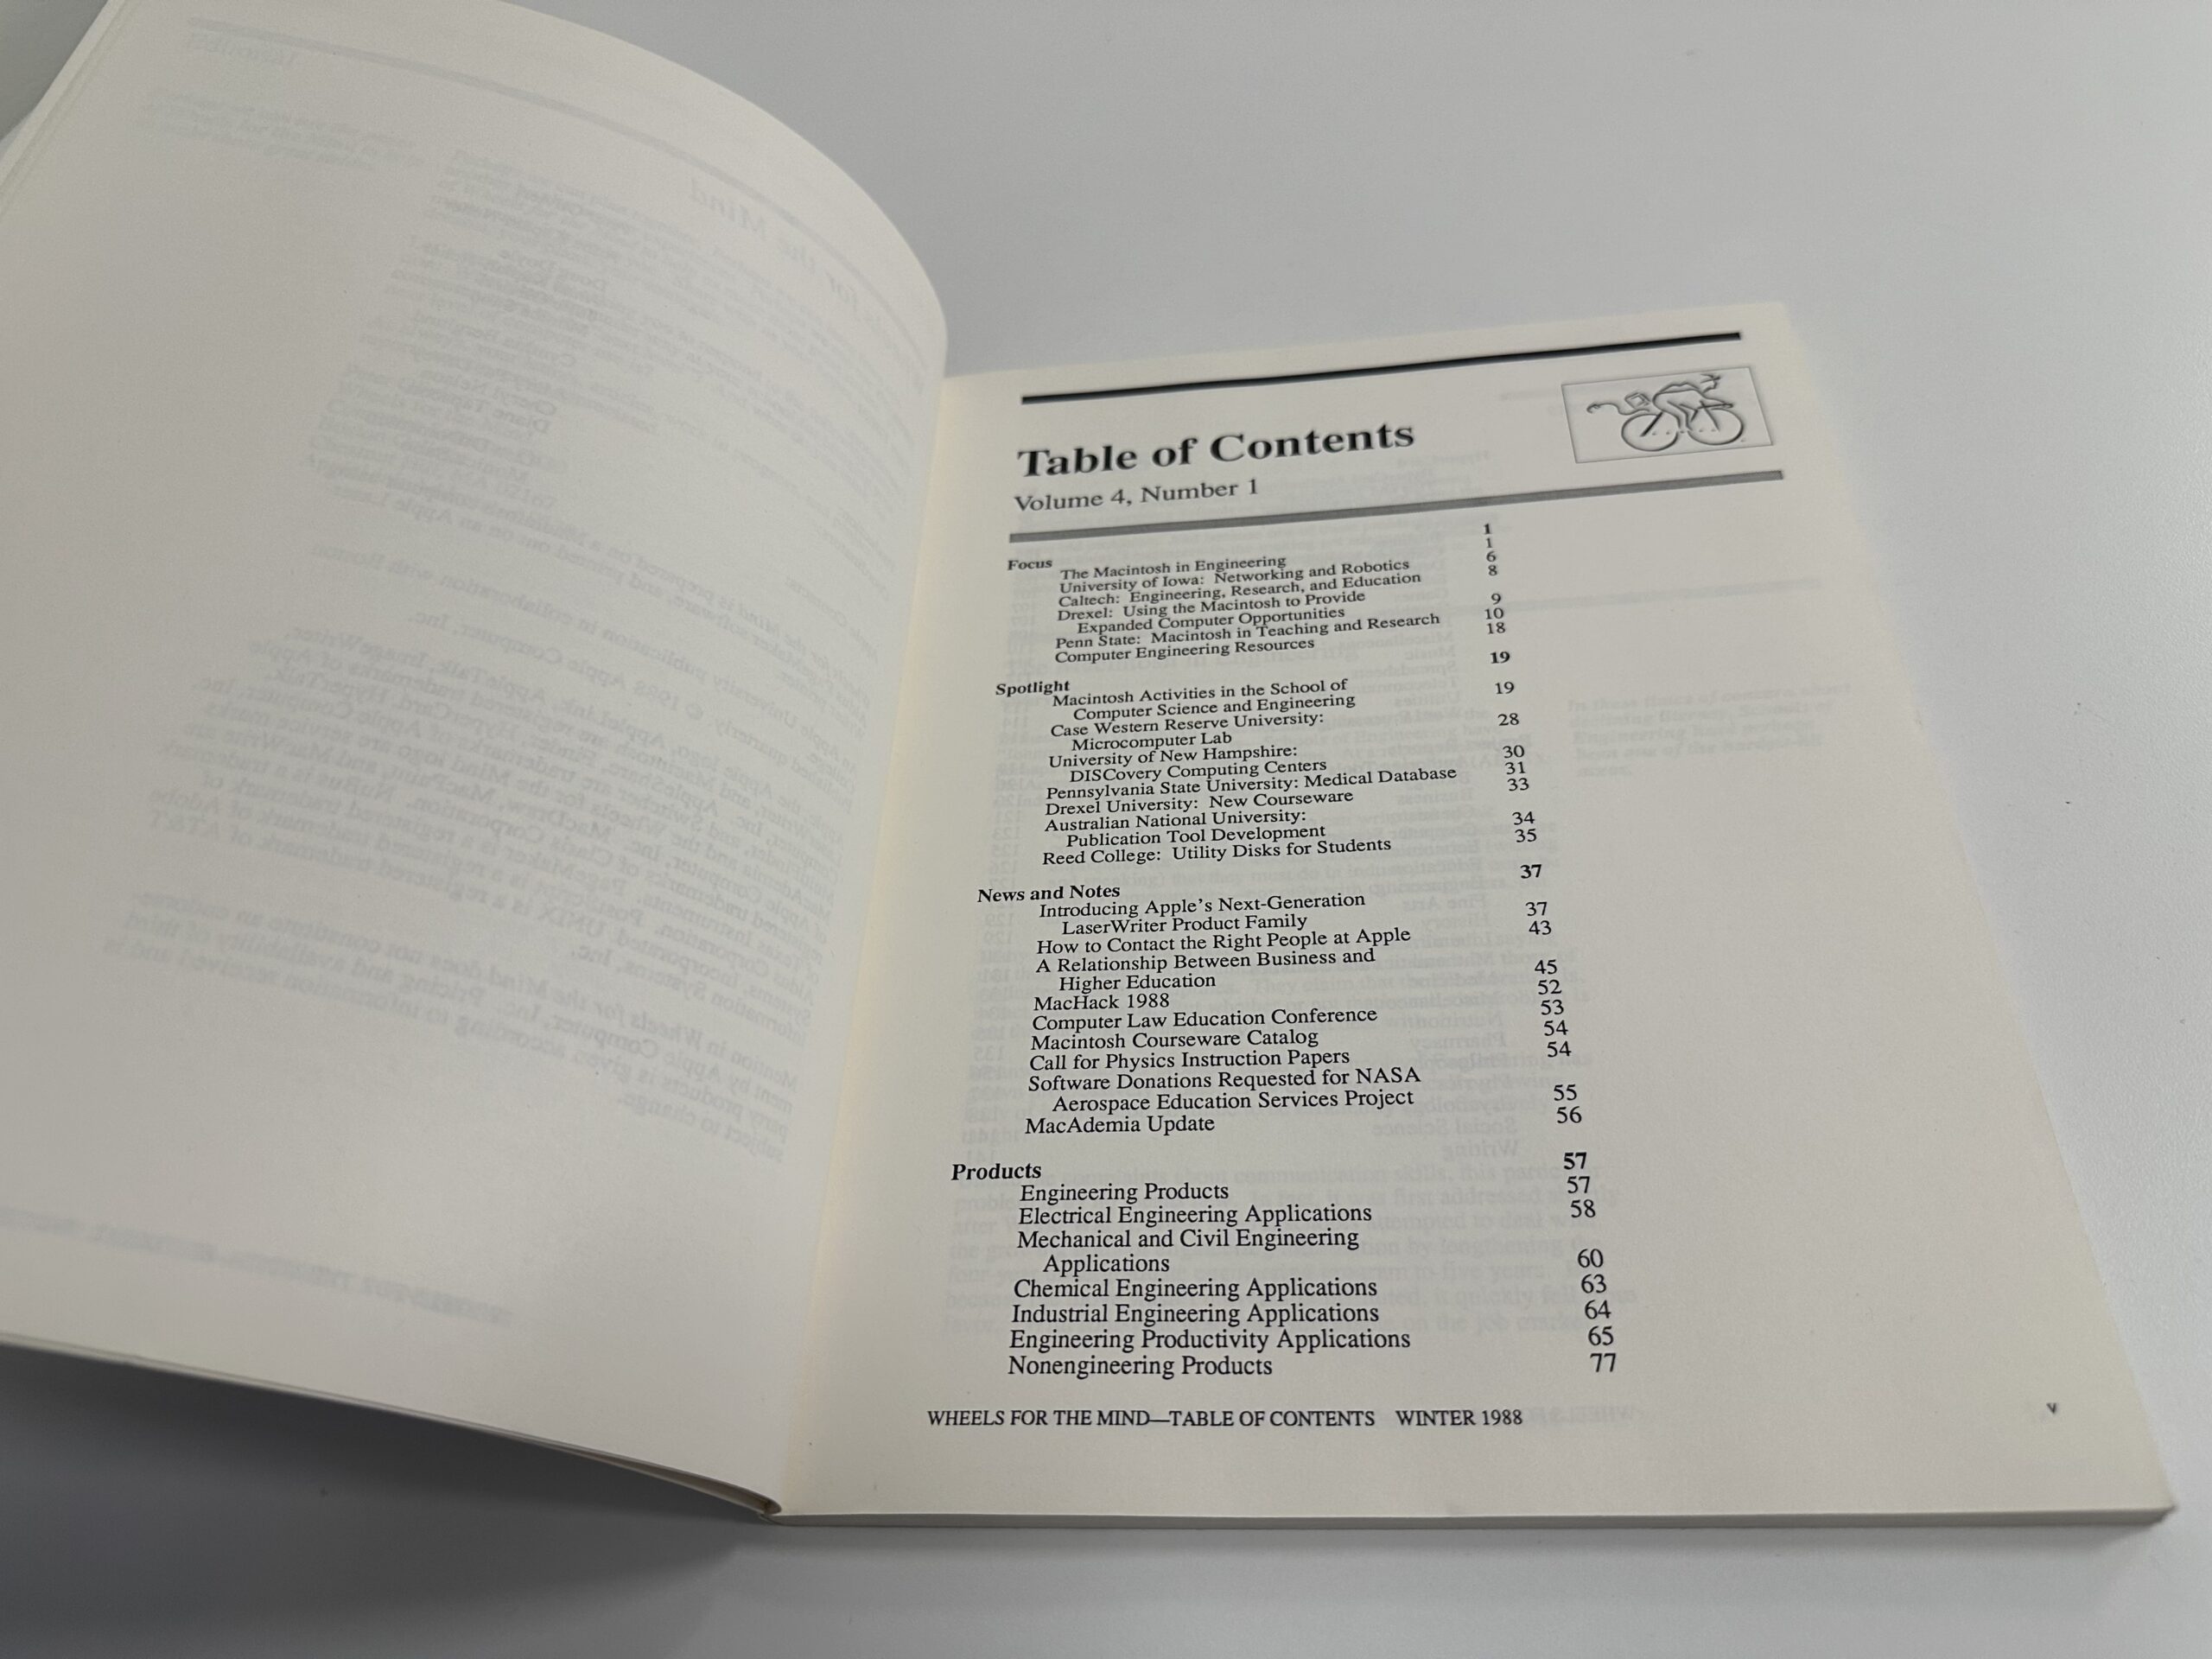 Table of Contents
Volume 4, Number 1
Focus 1
The Macintosh in Engineering 1
University of Iowa: Networking and Robotics 6
Caltech: Engineering, Research, and Education 8
Drexel: Using the Macintosh to Provide
Expanded Computer Opportunities 9
Penn State: Macintosh in Teaching and Research 10
Computer Engineering Resources 18
Spotlight 19
Macintosh Activities in the School of
Computer Science and Engineering 19
Case Western Reserve University:
Microcomputer Lab 28
University of New Hampshire:
DISCovery Computing Centers 30
Pennsylvania State University: Medical Database 31
Drexel University: New Courseware 33
Australian National University:
Publication Tool Development 34
Reed College: Utility Disks for Students 35
News and Notes 37
Introducing Apple's Next-Generation
LaserWriter Product Family 37
How to Contact the Right People at Apple 43
A Relationship Between Business and
Higher Education 45
MacHack 1988 52
Computer Law Education Conference 53
Macintosh Courseware Catalog 54
Call for Physics Instruction Papers 54
Software Donations Requested for NASA
Aerospace Education Services Project 55
MacAdemia Update 56
Products 57
Engineering Products 57
Electrical Engineering Applications 58
Mechanical and Civil Engineering
Applications 60
Chemical Engineering Applications 63
Industrial Engineering Applications 64
Engineering Productivity Applications 65
Nonengineering Products 77
WHEELS FOR THE MIND—TABLE OF CONTENTS WINTER 1988 v